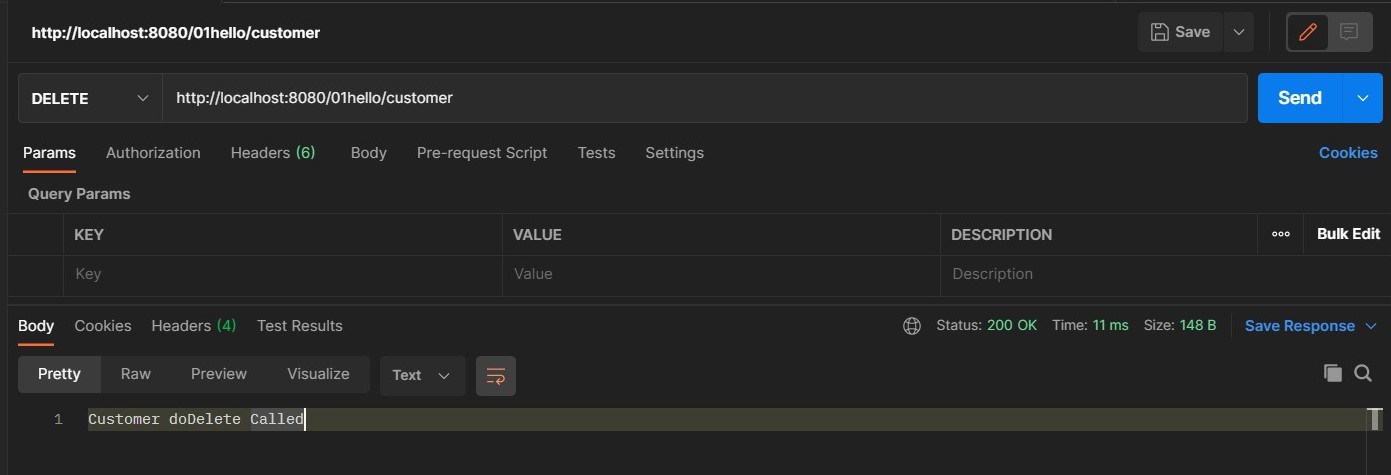 http://localhost:8080/01hello/customer
Save
DELETE
http://localhost:8080/01hello/customer
Send
Params Authorization Headers (6) Body Pre-request Script Tests Settings Cookies
Query Params
KEY VALUE DESCRIPTION ooo Bulk Edit
Key Value Description
Body Cookies Headers (4) Test Results Status: 200 OK Time: 11 ms Size: 148 B Save Response
Pretty Raw Preview Visualize Text
1 Customer doDelete Called